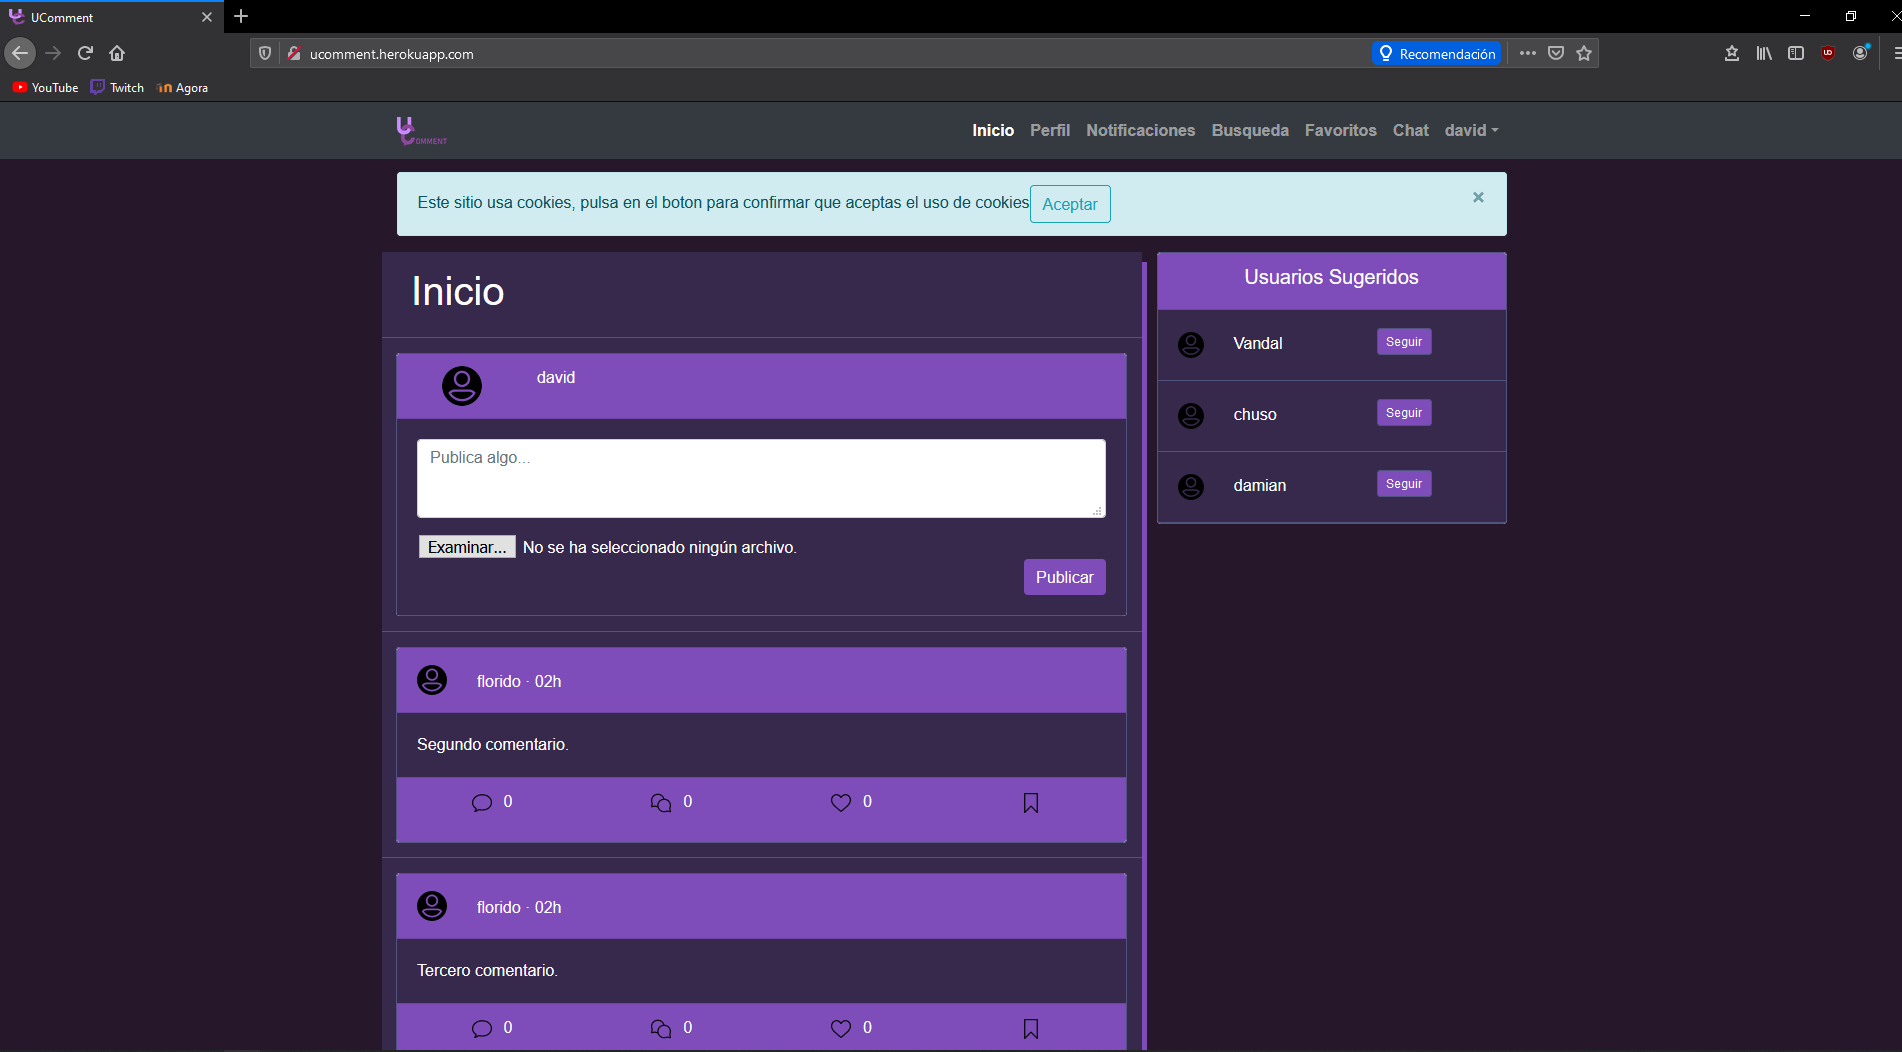 UComment
ucomment.herokuapp.com
Recomendación
YouTube Twitch Agora
UCOMMENT
Inicio Perfil Notificaciones Busqueda Favoritos Chat david
Este sitio usa cookies, pulsa en el boton para confirmar que aceptas el uso de cookies Aceptar ×
Inicio
david
Publica algo...
Examinar... No se ha seleccionado ningún archivo.
Publicar
florido · 02h
Segundo comentario.
0 0 0
florido · 02h
Tercero comentario.
0 0 0
Usuarios Sugeridos
Vandal Seguir
chuso Seguir
damian Seguir